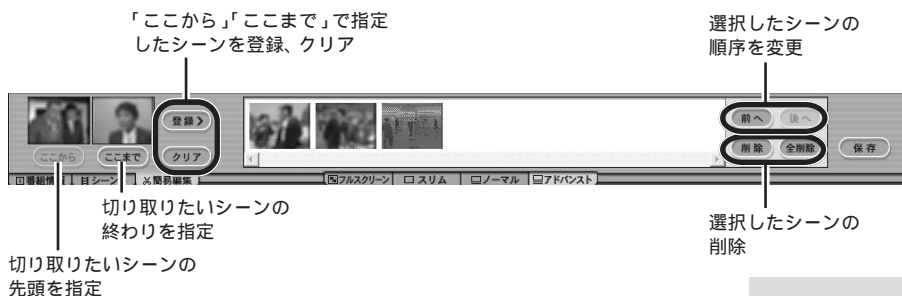 「ここから」「ここまで」で指定
したシーンを登録、クリア
選択したシーンの
順序を変更
登録
前へ
後へ
ここから
ここまで
クリア
削除
全削除
保存
番組情報
シーン
簡易編集
フルスクリーン
スリム
ノーマル
アドバンスト
切り取りたいシーンの
終わりを指定
選択したシーンの
削除
切り取りたいシーンの
先頭を指定